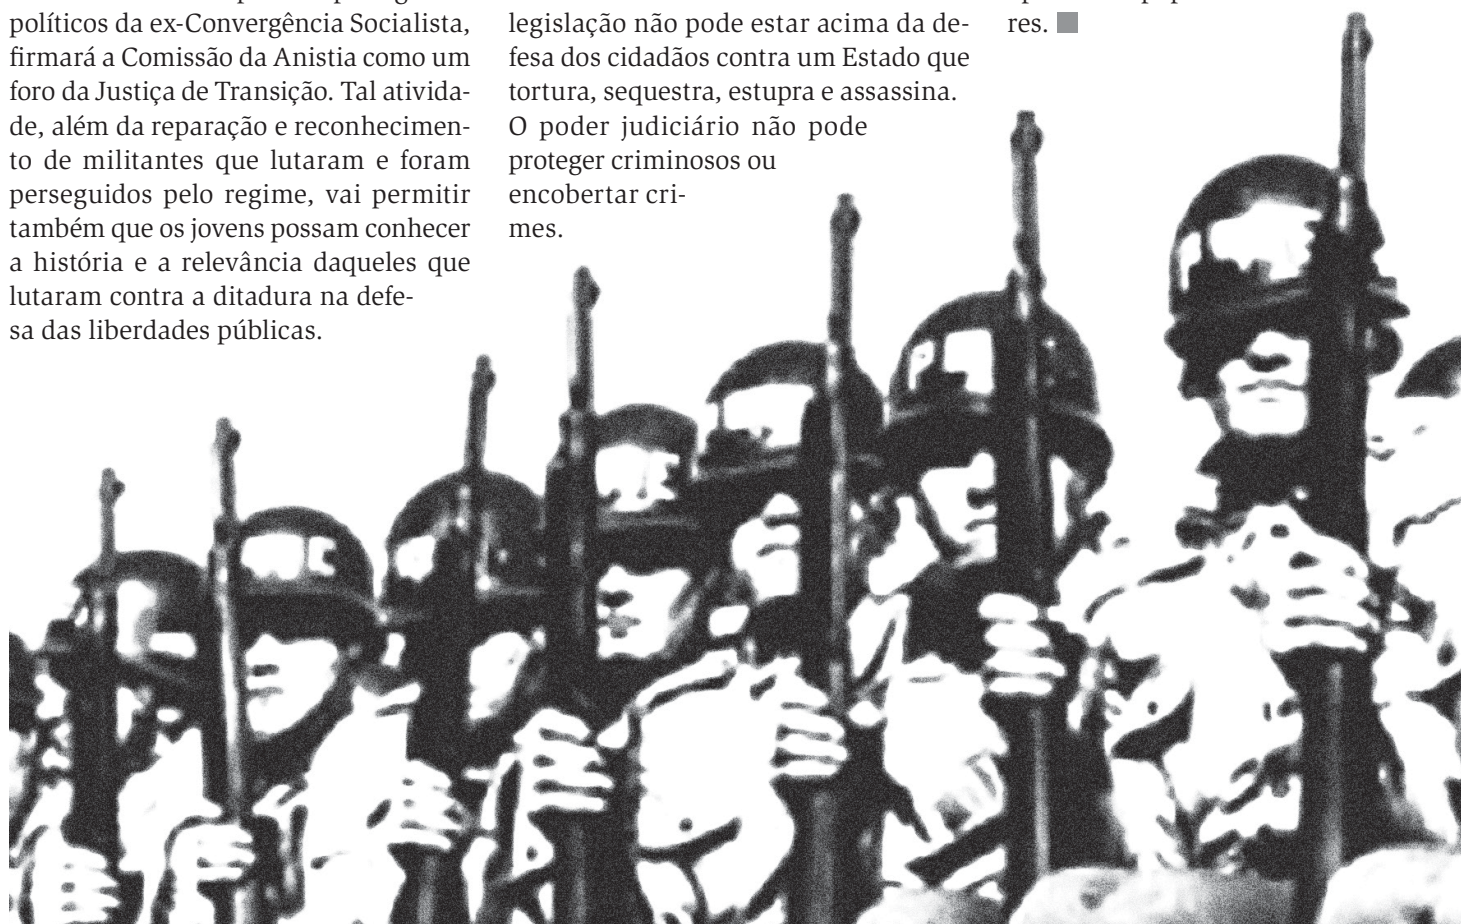 políticos da ex-Convergência Socialista,
firmará a Comissão da Anistia como um
foro da Justiça de Transição. Tal ativida-
de, além da reparação e reconhecimen-
to de militantes que lutaram e foram
perseguidos pelo regime, vai permitir
também que os jovens possam conhecer
a história e a relevância daqueles que
lutaram contra a ditadura na defe-
sa das liberdades públicas.
legislação não pode estar acima da de-
fesa dos cidadãos contra um Estado que
tortura, sequestra, estupra e assassina.
O poder judiciário não pode
proteger criminosos ou
encobertar cri-
mes.
res.